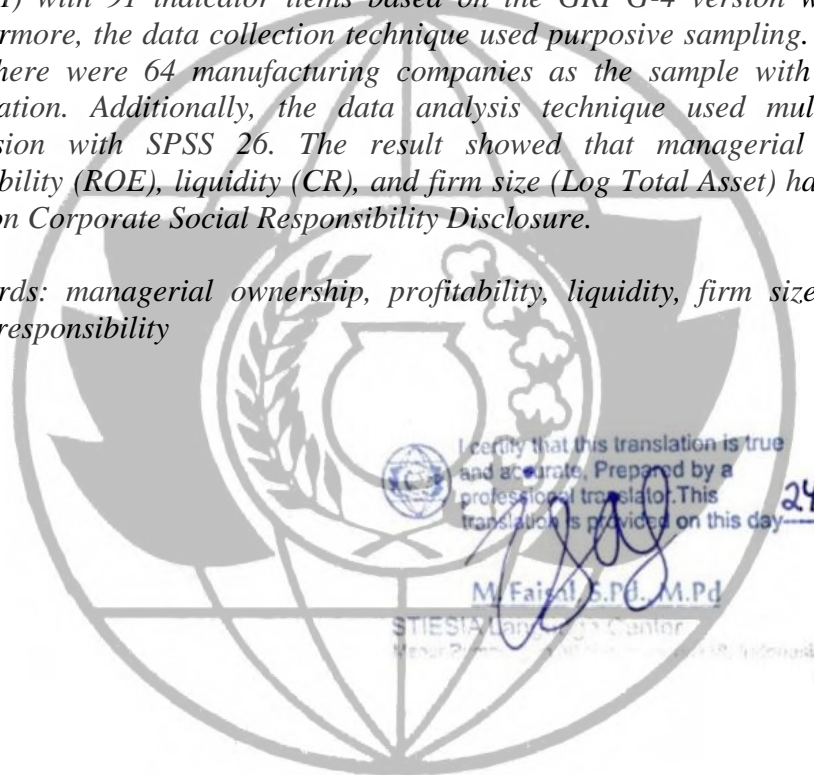 with 91 indicator items based on the GRI G-4 version
ermore, the data collection technique used purposive sampling.
here were 64 manufacturing companies as the sample with
ation. Additionally, the data analysis technique used mul
sion with SPSS 26. The result showed that managerial
bility (ROE), liquidity (CR), and firm size (Log Total Asset) ha
on Corporate Social Responsibility Disclosure.
rds: managerial ownership, profitability, liquidity, firm size
responsibility
I certify that this translation is true
and accurate. Prepared by a
professional translator. This
translation is provided on this day 24
M. Faisal, S.Pd., M.Pd
STIESIA Language Center